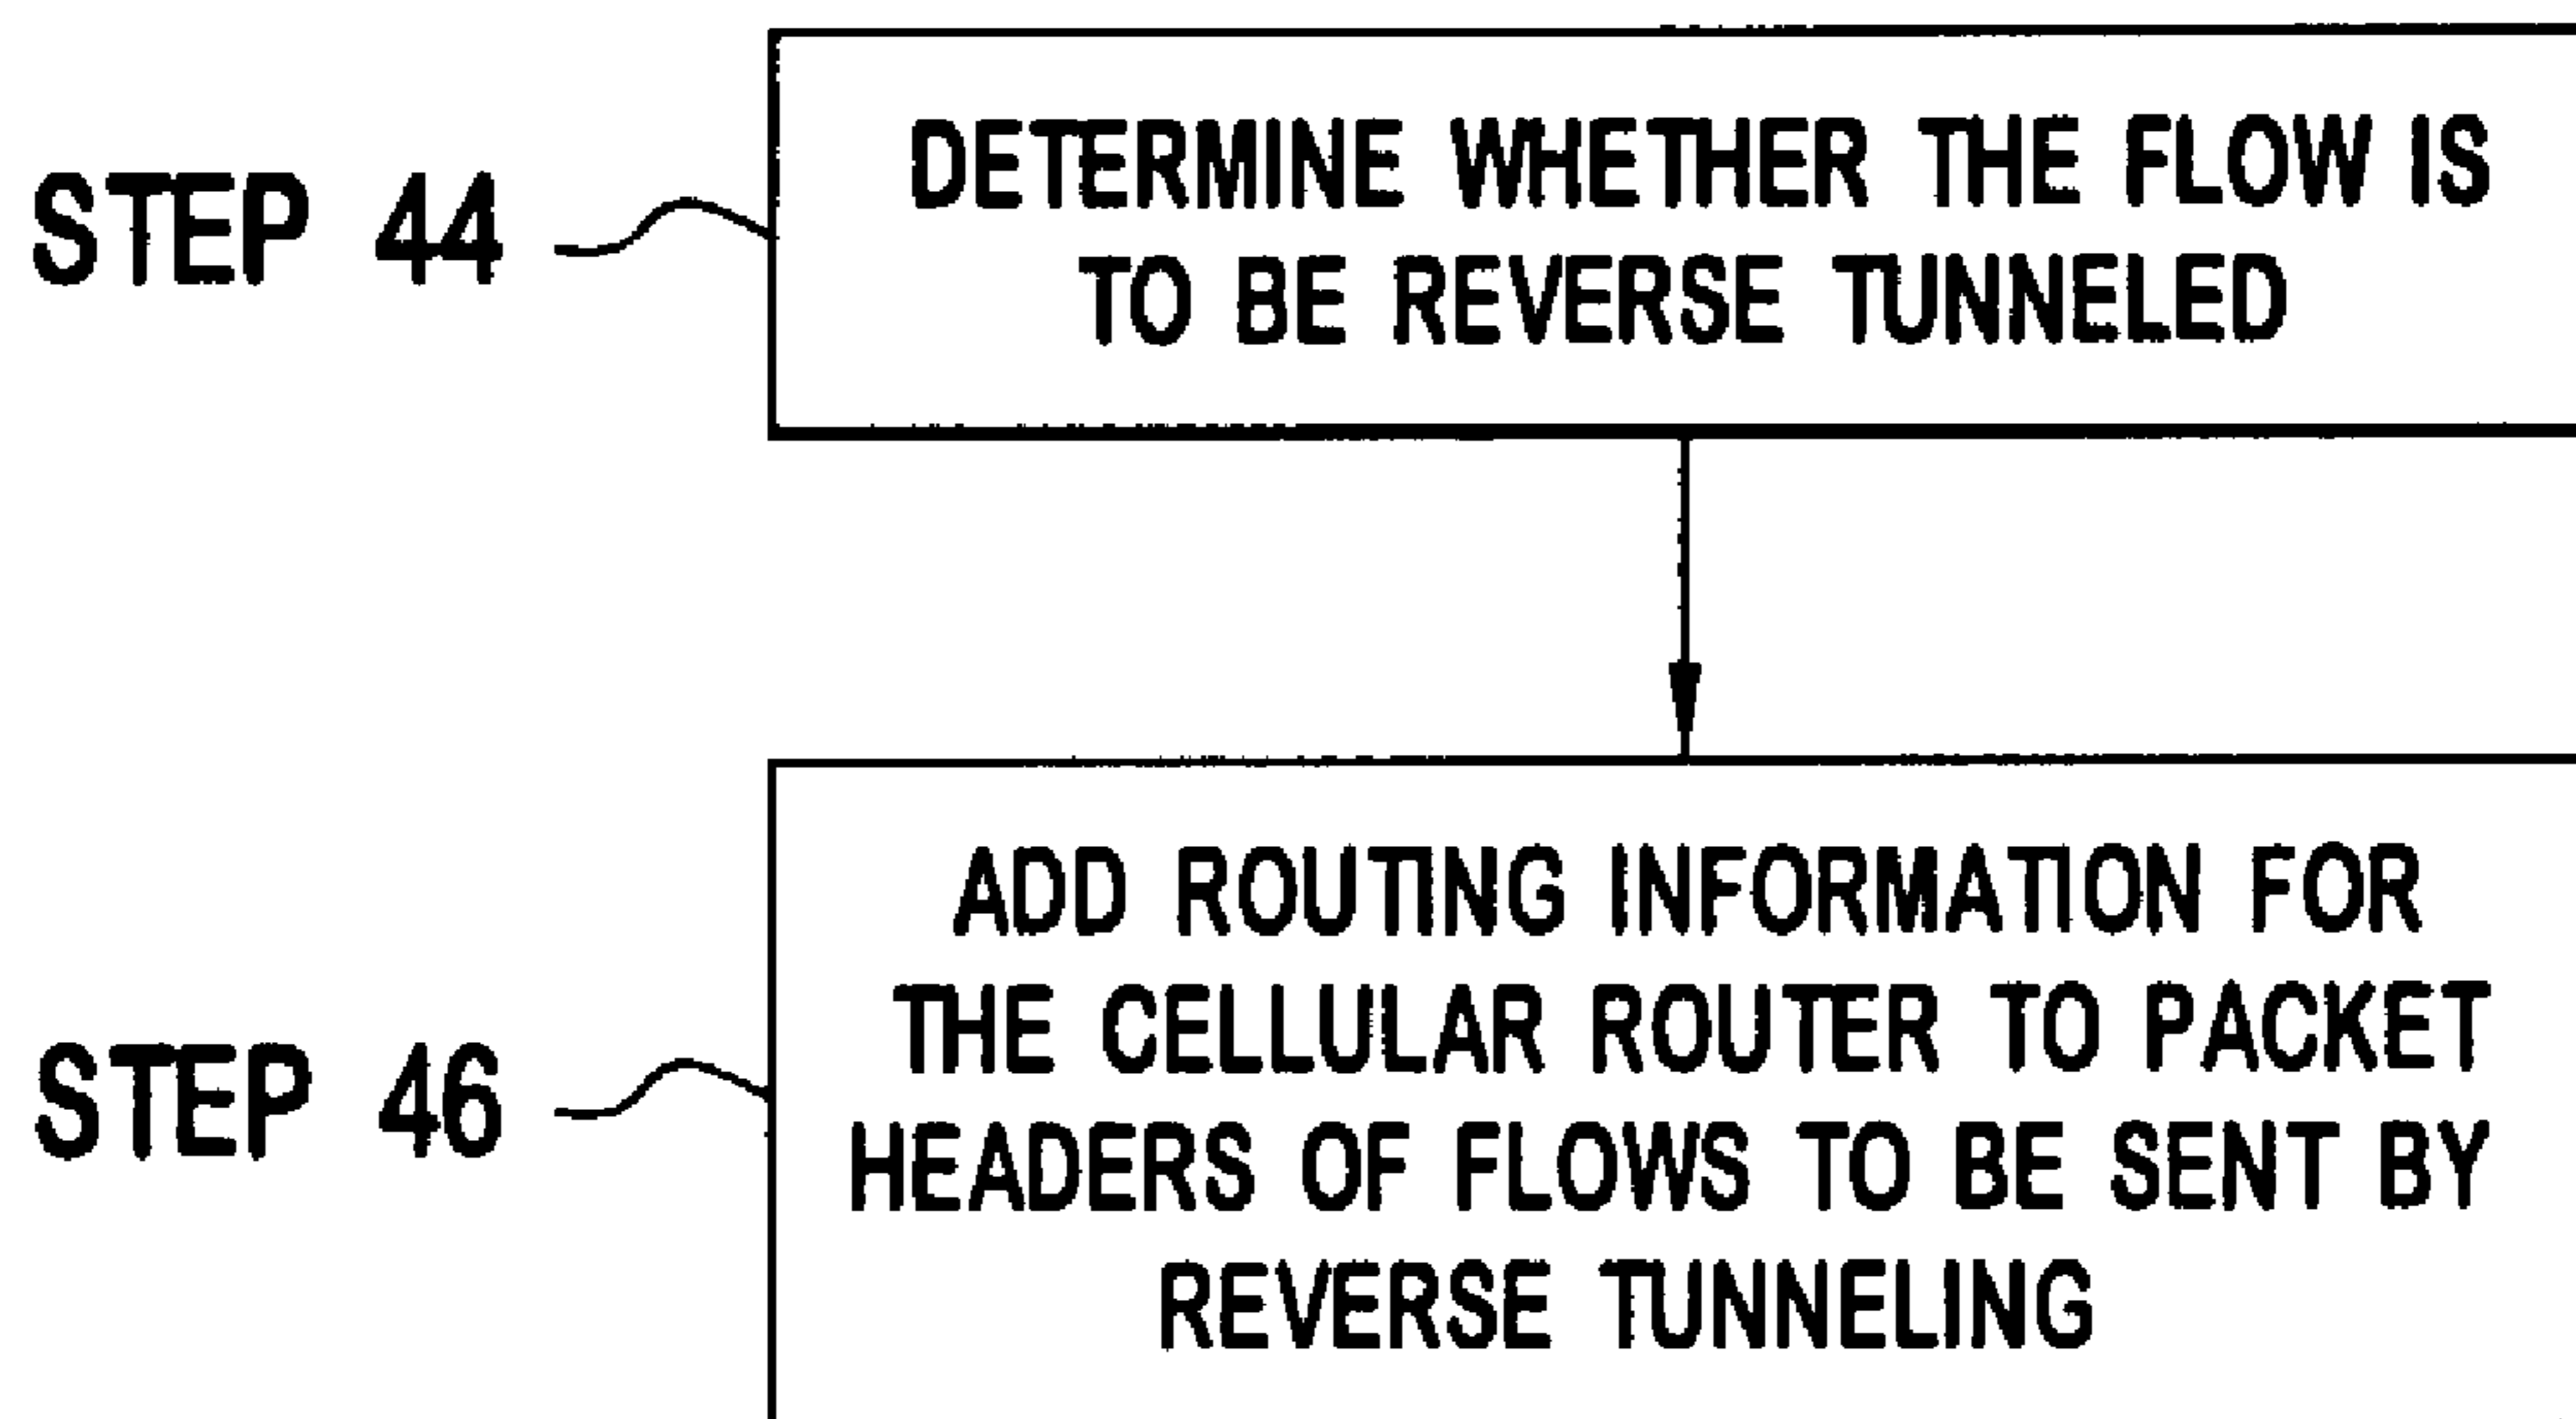 STEP 44
DETERMINE WHETHER THE FLOW IS
TO BE REVERSE TUNNELED
STEP 46
ADD ROUTING INFORMATION FOR
THE CELLULAR ROUTER TO PACKET
HEADERS OF FLOWS TO BE SENT BY
REVERSE TUNNELING